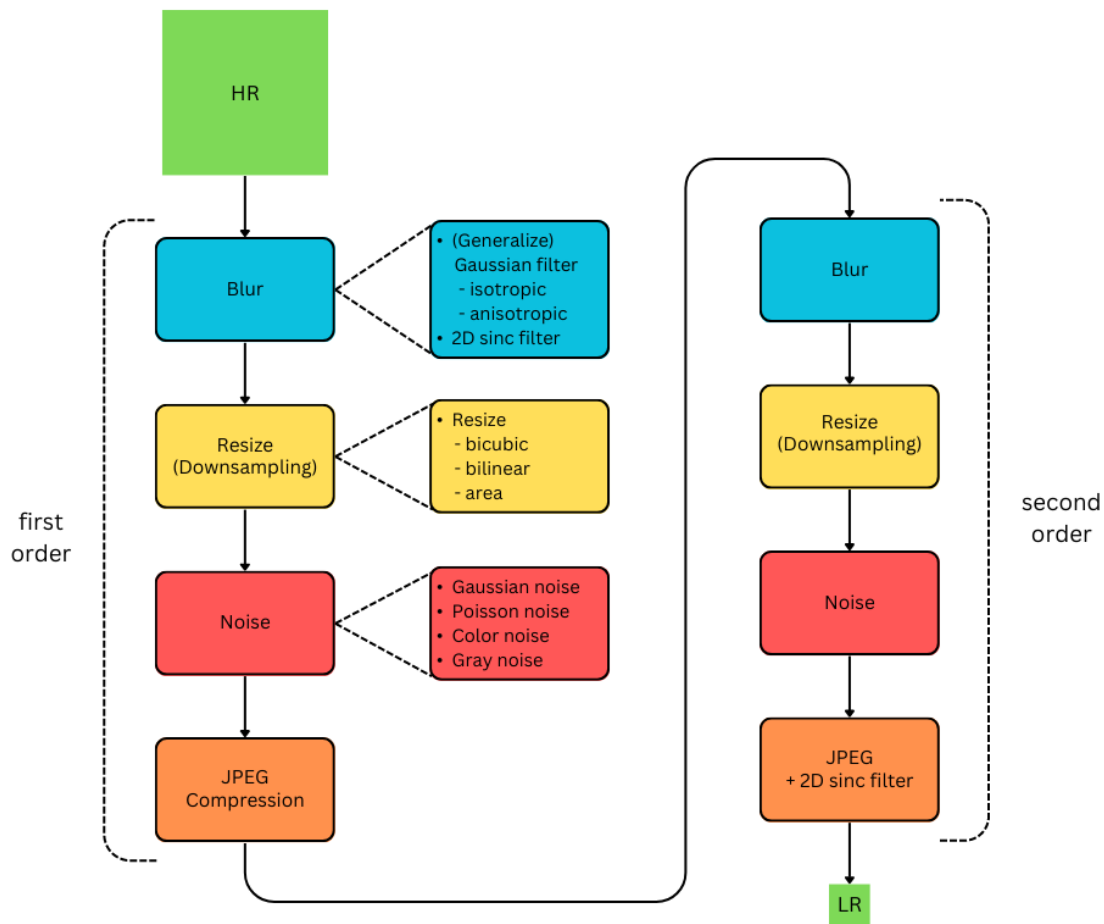 HR
first
order
Blur
• (Generalize)
Gaussian filter
- isotropic
- anisotropic
• 2D sinc filter
Resize
(Downsampling)
• Resize
- bicubic
- bilinear
- area
Noise
• Gaussian noise
• Poisson noise
• Color noise
• Gray noise
JPEG
Compression
Blur
Resize
(Downsampling)
Noise
JPEG
+ 2D sinc filter
second
order
LR